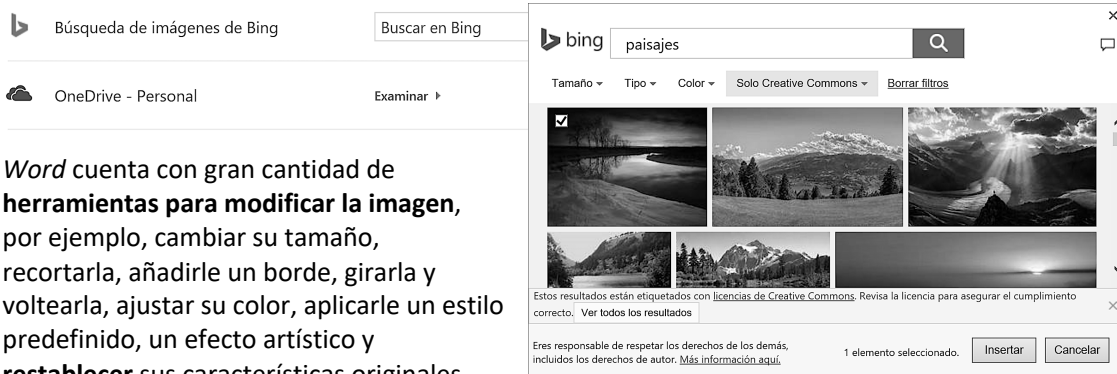 Búsqueda de imágenes de Bing
Buscar en Bing
OneDrive - Personal
Examinar
Word cuenta con gran cantidad de
herramientas para modificar la imagen,
por ejemplo, cambiar su tamaño,
recortarla, añadirle un borde, girarla y
voltearla, ajustar su color, aplicarle un estilo
predefinido, un efecto artístico y
restablecer sus características originales
bing
paisajes
Tamaño Tipo Color Solo Creative Commons Borrar filtros
Estos resultados están etiquetados con licencias de Creative Commons. Revisa la licencia para asegurar el cumplimiento
correcto. Ver todos los resultados
Eres responsable de respetar los derechos de los demás,
incluidos los derechos de autor. Más información aquí.
1 elemento seleccionado. Insertar Cancelar